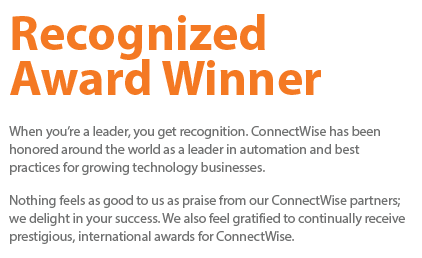 Recognized
Award Winner
When you're a leader, you get recognition. ConnectWise has been
honored around the world as a leader in automation and best
practices for growing technology businesses.
Nothing feels as good to us as praise from our ConnectWise partners;
we delight in your success. We also feel gratified to continually receive
prestigious, international awards for ConnectWise.